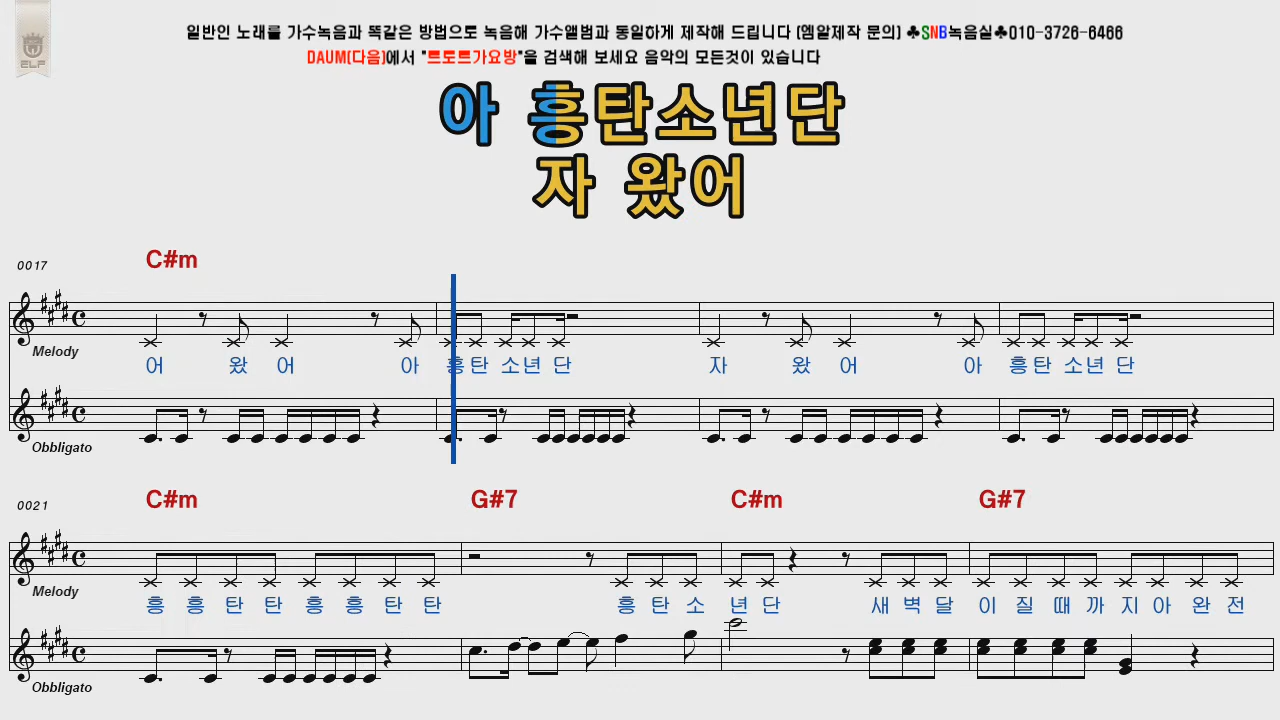 일반인 노래를 가수녹음과 똑같은 방법으로 녹음해 가수앨범과 동일하게 제작해 드립니다 (엠알제작 문의) ♣SNB녹음실♣010-3726-6466
DAUM(다음)에서 "트로트가요방"을 검색해 보세요 음악의 모든것이 있습니다
ELF
아 흥탄소년단
자 왔어
0017
C#m
Melody
어 왔 어 아 흥 탄 소 년 단 자 왔 어 아 흥 탄 소 년 단
Obbligato
0021
C#m G#7 C#m G#7
Melody
흥 흥 탄 탄 흥 흥 탄 탄 흥 탄 소 년 단 새 벽 달 이 질 때 까 지 아 완 전
Obbligato